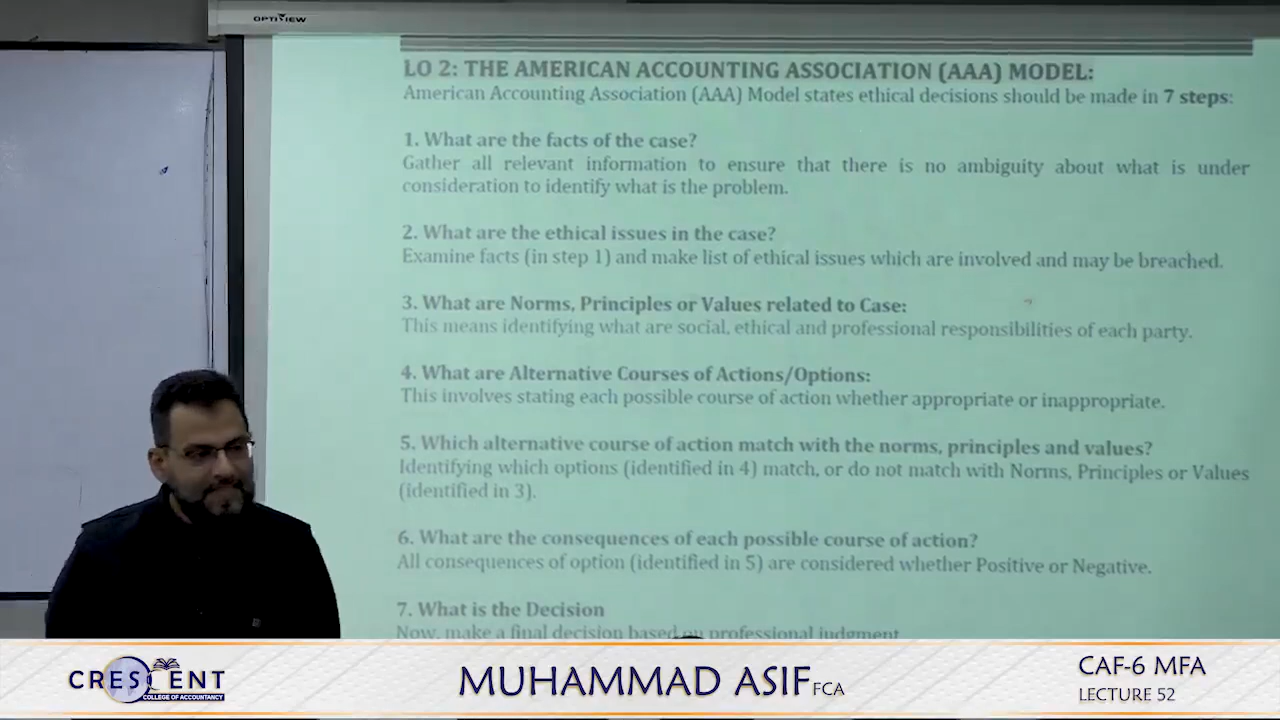 OPTIVIEW
LO 2: THE AMERICAN ACCOUNTING ASSOCIATION (AAA) MODEL:
American Accounting Association (AAA) Model states ethical decisions should be made in 7 steps:
1. What are the facts of the case?
Gather all relevant information to ensure that there is no ambiguity about what is under
consideration to identify what is the problem.
2. What are the ethical issues in the case?
Examine facts (in step 1) and make list of ethical issues which are involved and may be breached.
3. What are Norms, Principles or Values related to Case:
This means identifying what are social, ethical and professional responsibilities of each party.
4. What are Alternative Courses of Actions/Options:
This involves stating each possible course of action whether appropriate or inappropriate.
5. Which alternative course of action match with the norms, principles and values?
Identifying which options (identified in 4) match, or do not match with Norms, Principles or Values
(identified in 3).
6. What are the consequences of each possible course of action?
All consequences of option (identified in 5) are considered whether Positive or Negative.
7. What is the Decision
Now, make a final decision based on professional judgment
CRESCENT
COLLEGE OF ACCOUNTANCY
MUHAMMAD ASIF FCA
CAF-6 MFA
LECTURE 52